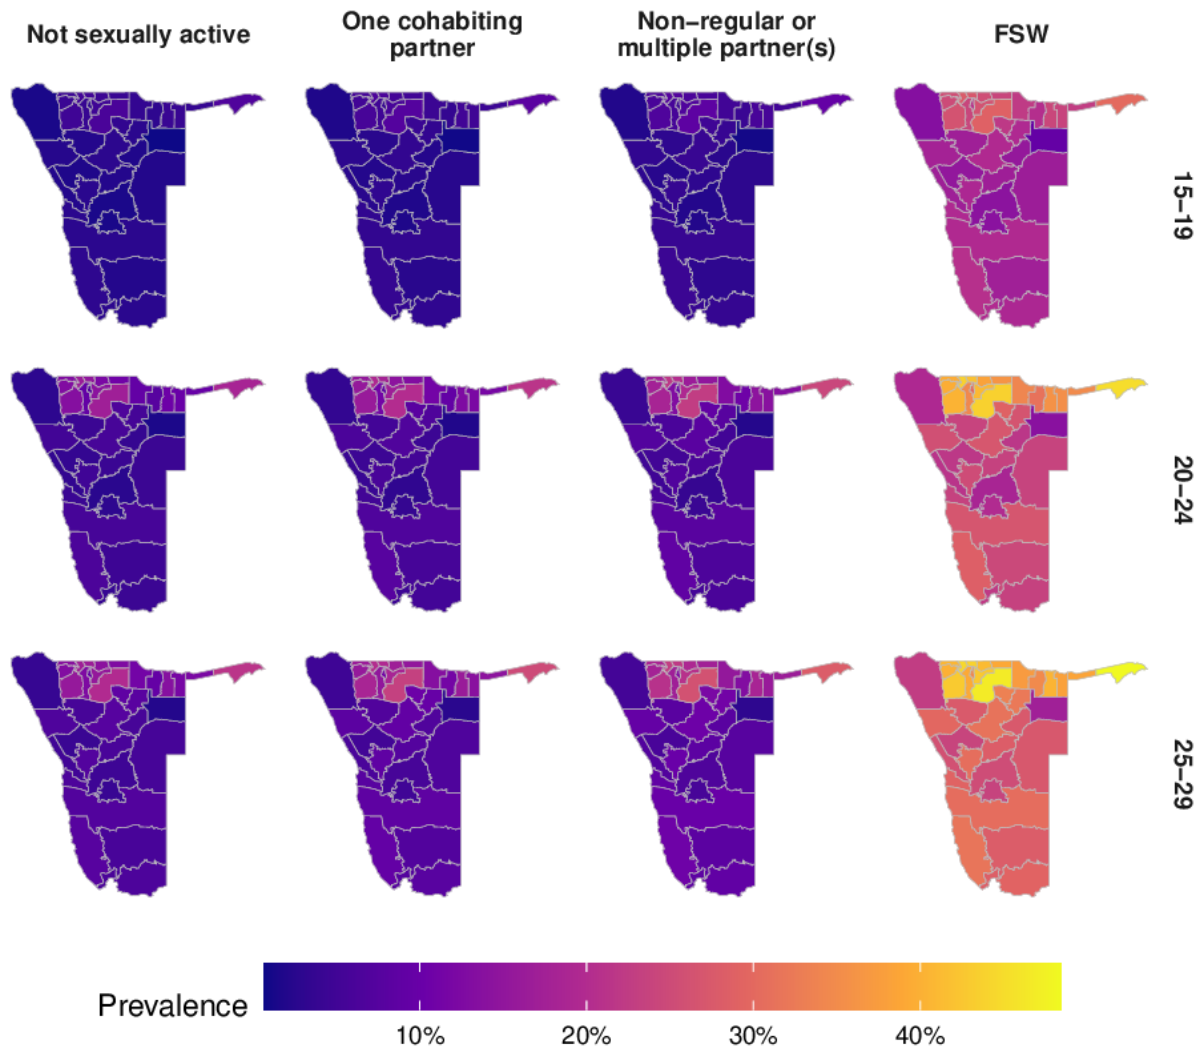 Not sexually active
One cohabiting
partner
Non−regular or
multiple partner(s)
FSW
15−19
20−24
25−29
Prevalence
10%
20%
30%
40%